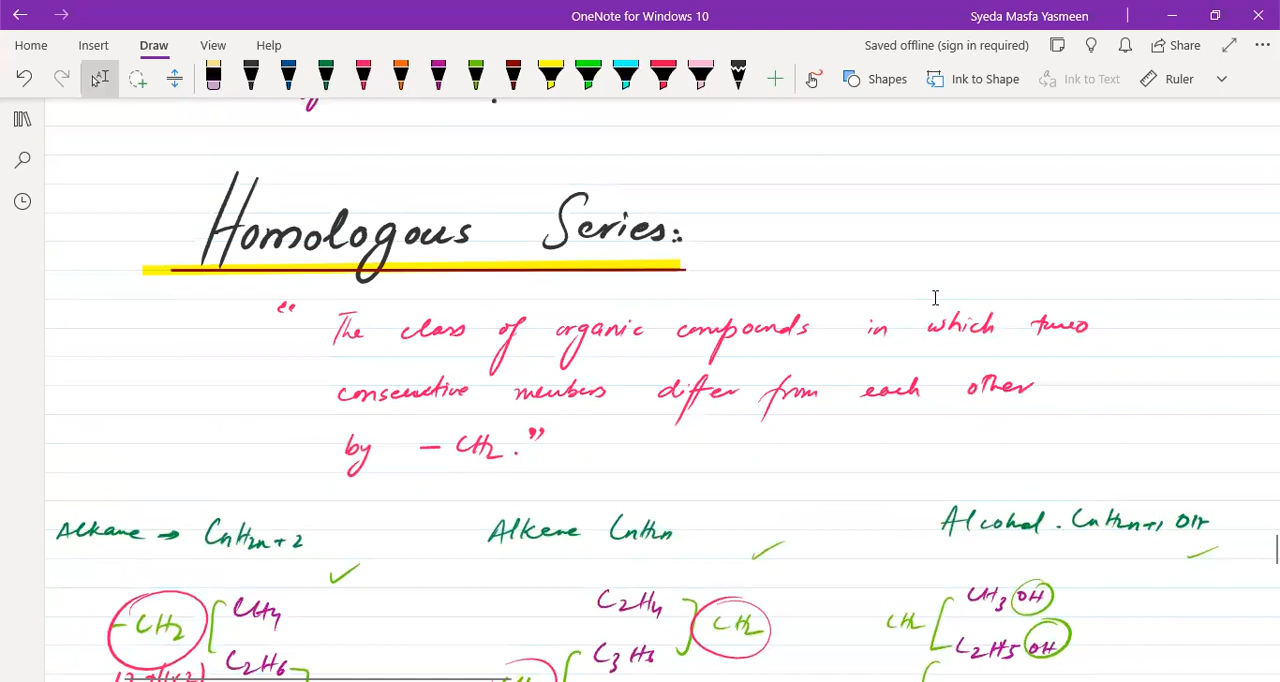 OneNote for Windows 10
Syeda Masfa Yasmeen
Home Insert Draw View Help
Saved offline (sign in required)
Share
Shapes
Ink to Shape
Ink to Text
Ruler
Homologous Series:
“ The class of organic compounds in which two
consecutive members differ from each other
by - CH2 . ”
Alkane → CnH2n+2
Alkene CnH2n
Alcohol . CnH2n+1 OH
- CH2
CH4
C2H6
C2H4
C3H6
CH2
CH2
CH3 OH
C2H5 OH